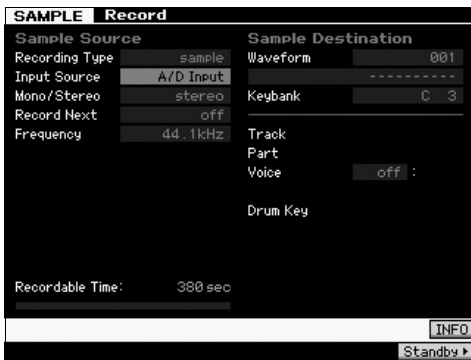 SAMPLE Record
Sample Source
Recording Type sample
Input Source A/D Input
Mono/Stereo stereo
Record Next off
Frequency 44.1kHz
Recordable Time: 380 sec
Sample Destination
Waveform 001
----------
Keybank C 3
Track
Part
Voice off :
Drum Key
INFO
Standby